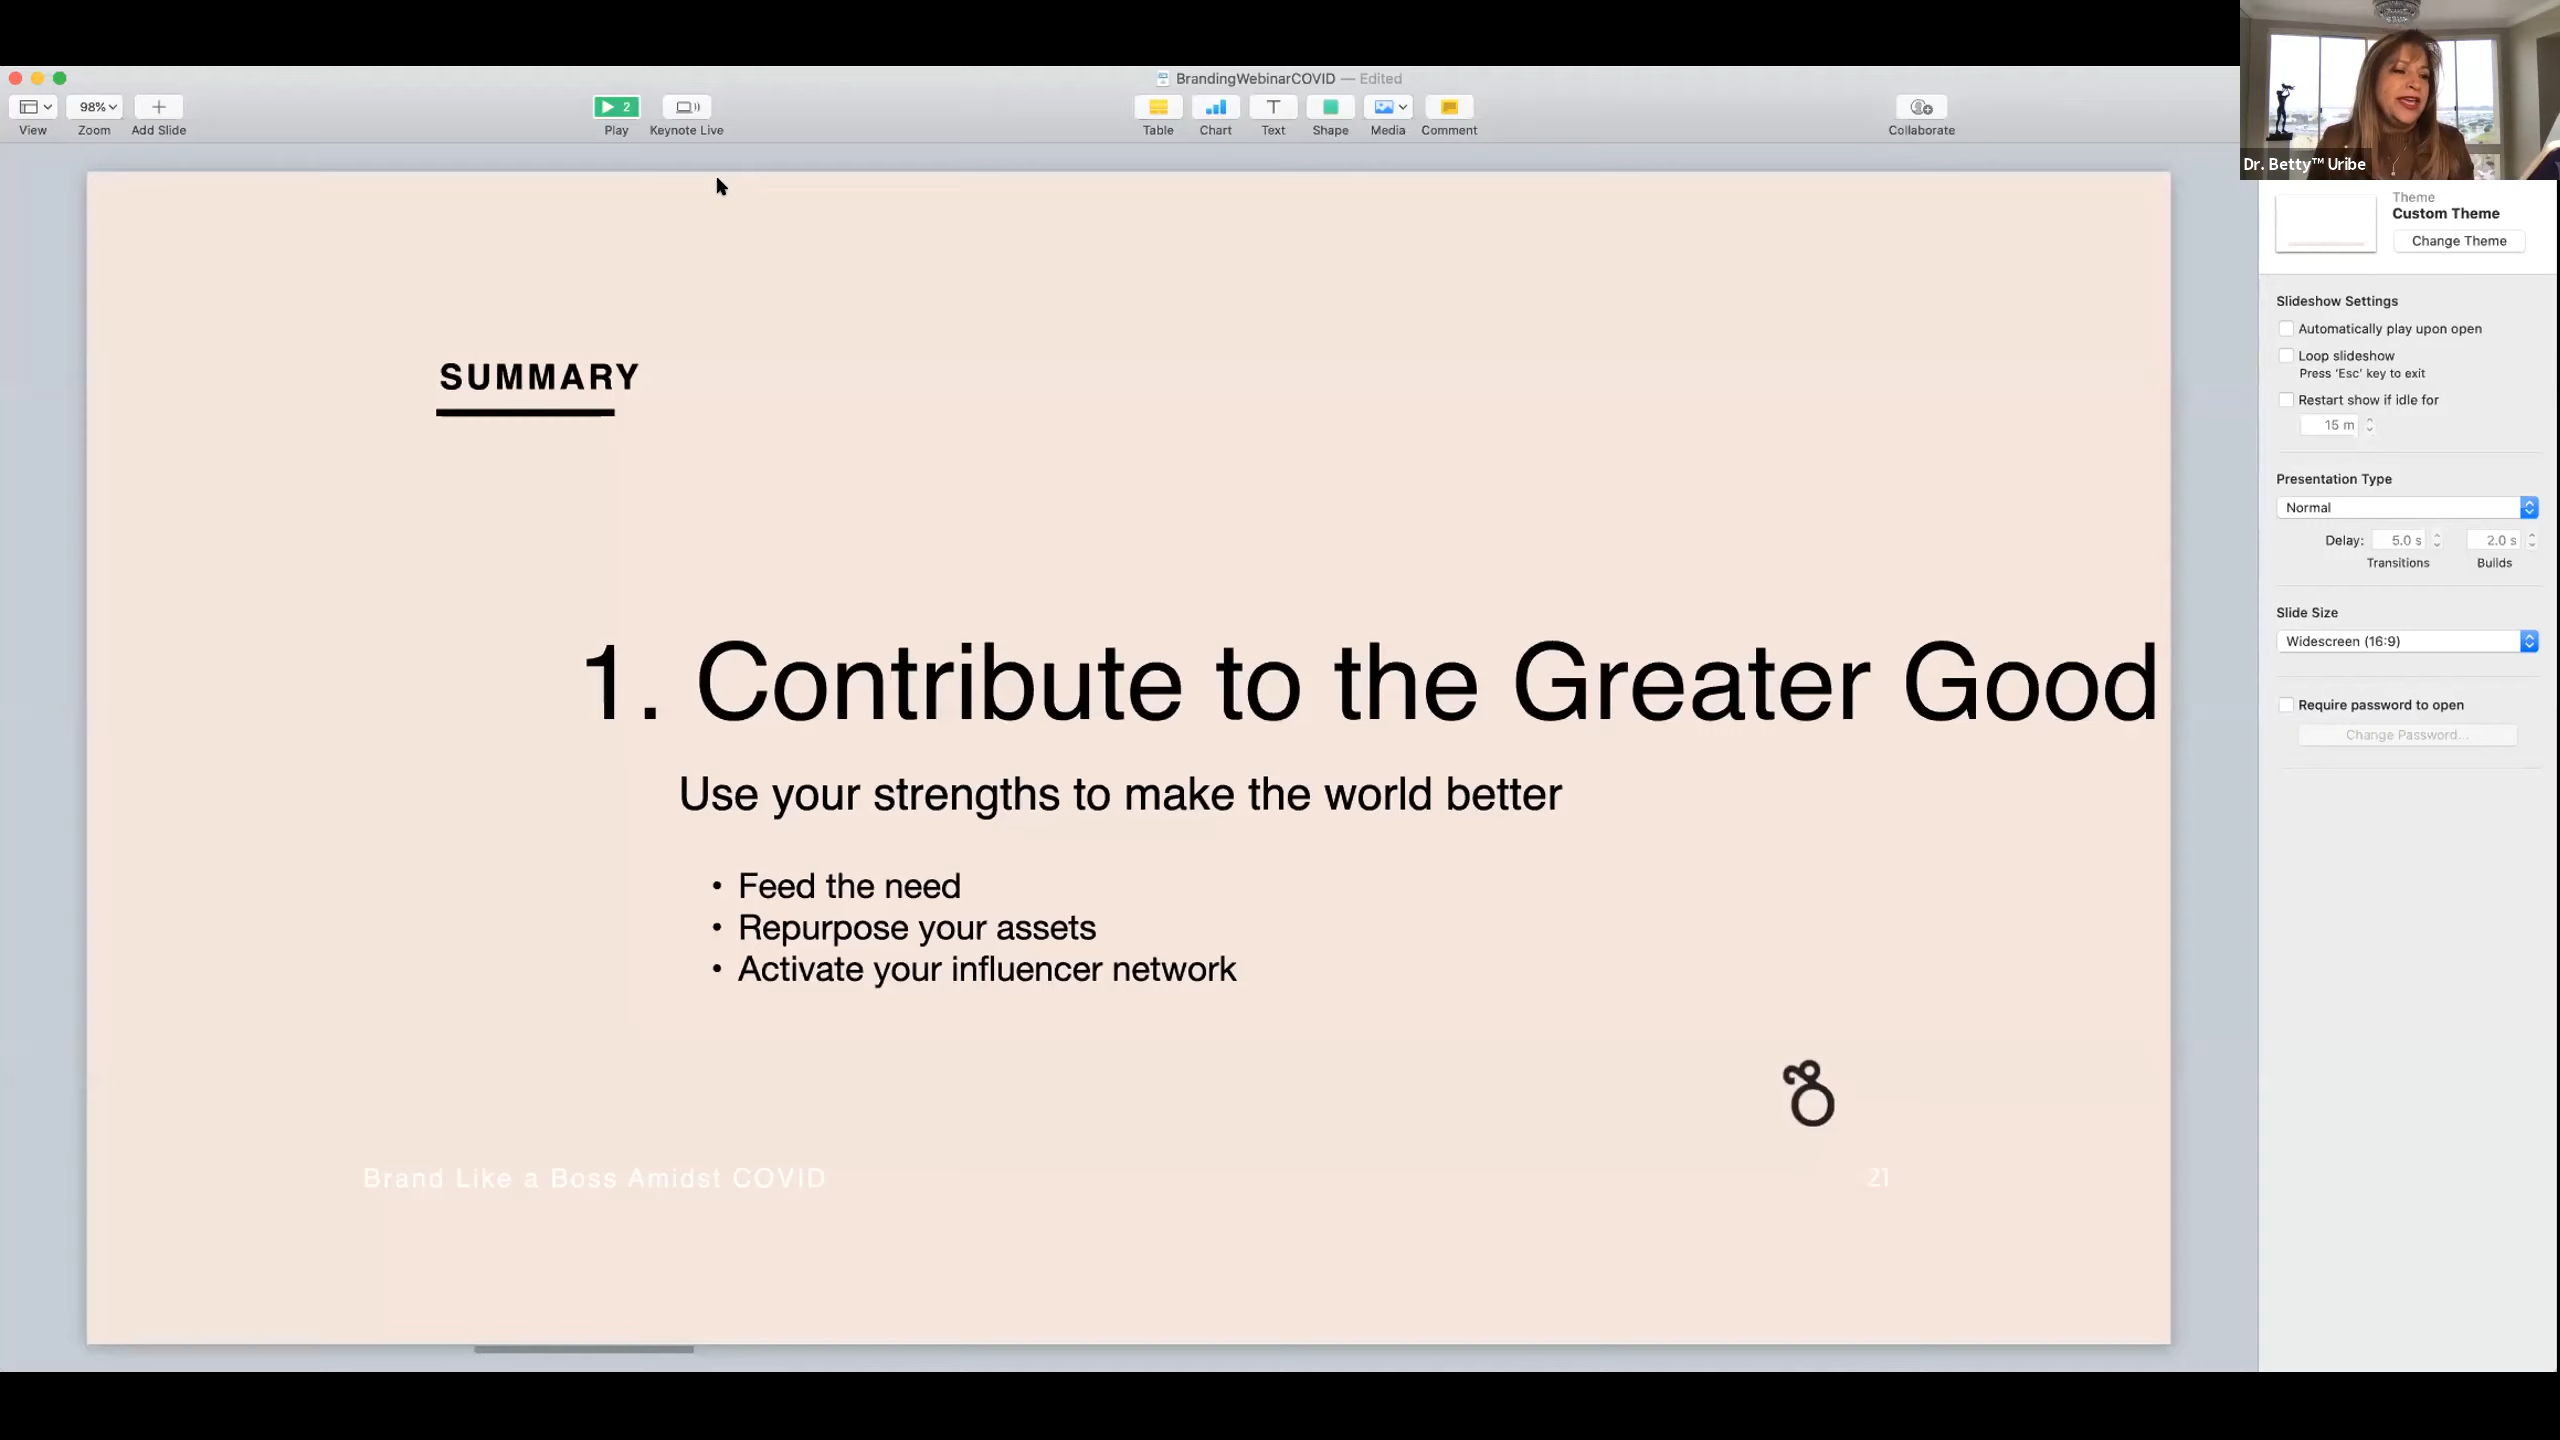 BrandingWebinarCOVID — Edited
98%
2
View
Zoom
Add Slide
Play
Keynote Live
Table
Chart
Text
Shape
Media
Comment
Collaborate
Dr. Betty™ Uribe
SUMMARY
1. Contribute to the Greater Good
Use your strengths to make the world better
• Feed the need
• Repurpose your assets
• Activate your influencer network
Brand Like a Boss Amidst COVID
21
Theme
Custom Theme
Change Theme
Slideshow Settings
Automatically play upon open
Loop slideshow
Press 'Esc' key to exit
Restart show if idle for
15 m
Presentation Type
Normal
Delay: 5.0 s 2.0 s
Transitions Builds
Slide Size
Widescreen (16:9)
Require password to open
Change Password...